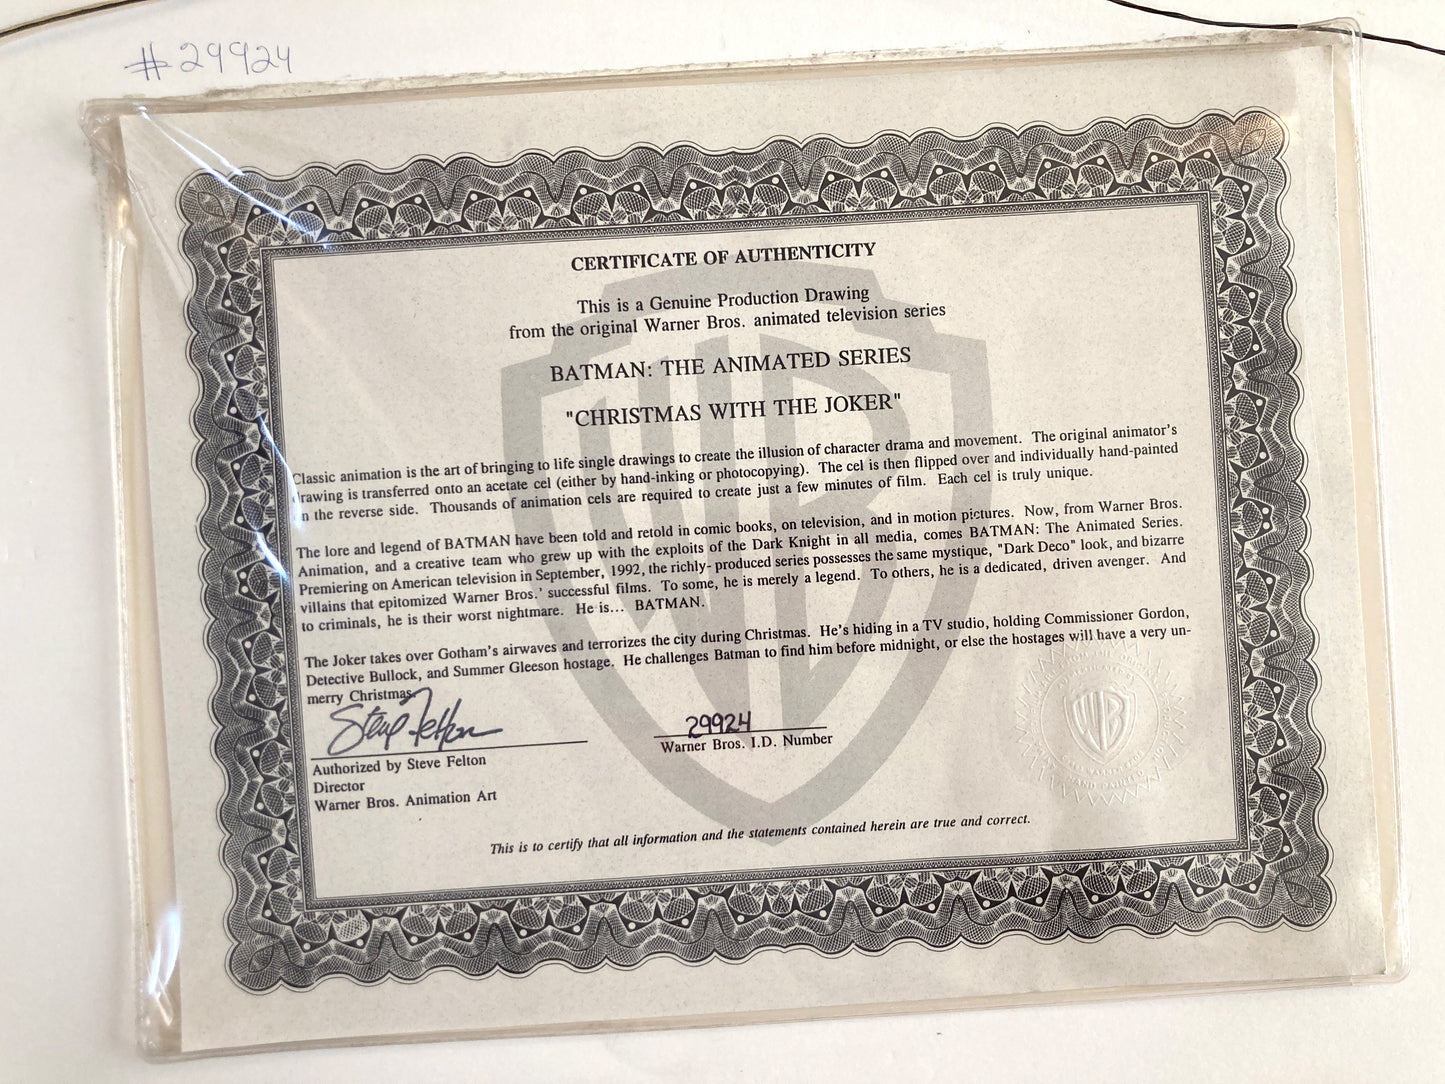 #29924
CERTIFICATE OF AUTHENTICITY
This is a Genuine Production Drawing
from the original Warner Bros. animated television series
BATMAN: THE ANIMATED SERIES
"CHRISTMAS WITH THE JOKER"
Classic animation is the art of bringing to life single drawings to create the illusion of character drama and movement. The original animator's
drawing is transferred onto an acetate cel (either by hand-inking or photocopying). The cel is then flipped over and individually hand-painted
on the reverse side. Thousands of animation cels are required to create just a few minutes of film. Each cel is truly unique.
The lore and legend of BATMAN have been told and retold in comic books, on television, and in motion pictures. Now, from Warner Bros.
Animation, and a creative team who grew up with the exploits of the Dark Knight in all media, comes BATMAN: The Animated Series.
Premiering on American television in September, 1992, the richly- produced series possesses the same mystique, "Dark Deco" look, and bizarre
villains that epitomized Warner Bros.' successful films. To some, he is merely a legend. To others, he is a dedicated, driven avenger. And
to criminals, he is their worst nightmare. He is... BATMAN.
The Joker takes over Gotham's airwaves and terrorizes the city during Christmas. He's hiding in a TV studio, holding Commissioner Gordon,
Detective Bullock, and Summer Gleeson hostage. He challenges Batman to find him before midnight, or else the hostages will have a very un-
merry Christmas.
Steve Felton
29924
Warner Bros. I.D. Number
Authorized by Steve Felton
Director
Warner Bros. Animation Art
WB
This is to certify that all information and the statements contained herein are true and correct.